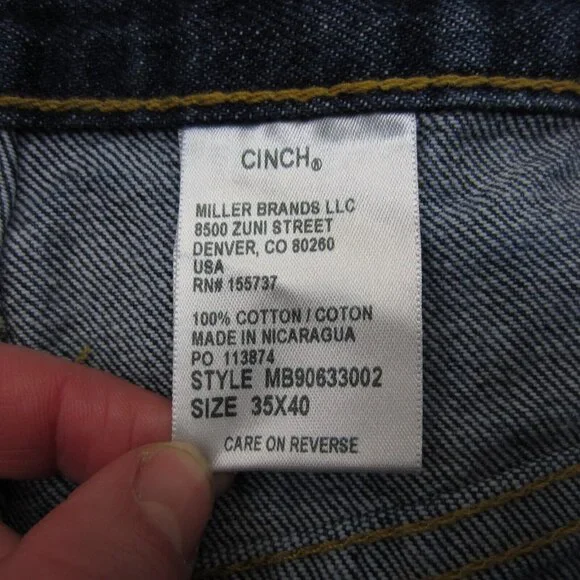 CINCH®
MILLER BRANDS LLC
8500 ZUNI STREET
DENVER, CO 80260
USA
RN# 155737
100% COTTON / COTON
MADE IN NICARAGUA
PO 113874
STYLE MB90633002
SIZE 35X40
CARE ON REVERSE